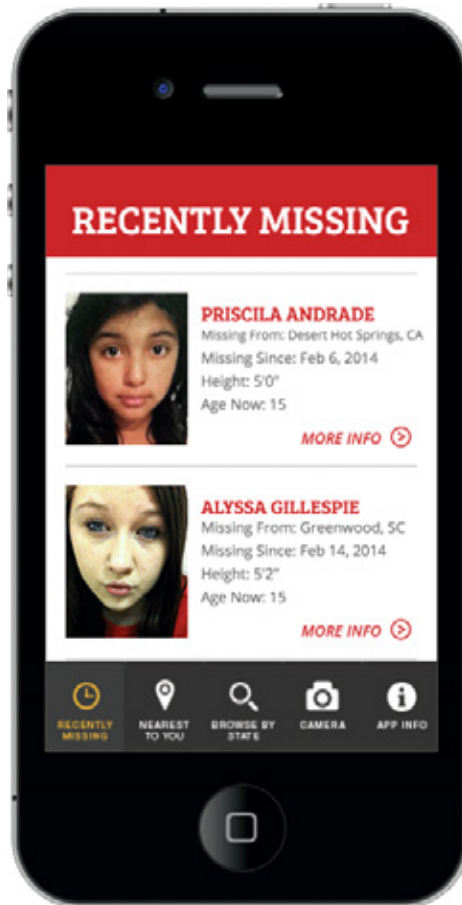 RECENTLY MISSING
PRISCILA ANDRADE
Missing From: Desert Hot Springs, CA
Missing Since: Feb 6, 2014
Height: 5'0"
Age Now: 15
MORE INFO
ALYSSA GILLESPIE
Missing From: Greenwood, SC
Missing Since: Feb 14, 2014
Height: 5'2"
Age Now: 15
MORE INFO
RECENTLY
MISSING
NEAREST
TO YOU
BROWSE BY
STATE
CAMERA
APP INFO